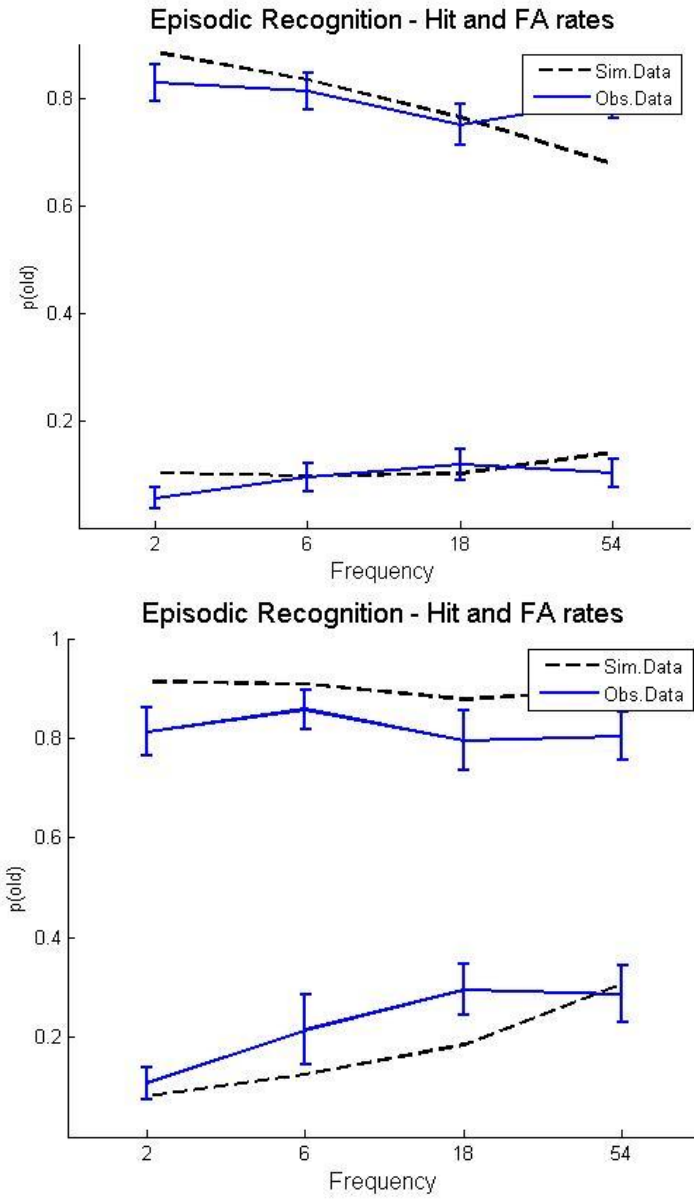 Episodic Recognition - Hit and FA rates
Sim.Data
Obs.Data
0.8
0.6
0.4
0.2
p(old)
2 6 18 54
Frequency
Episodic Recognition - Hit and FA rates
Sim.Data
Obs.Data
1
0.8
0.6
0.4
0.2
p(old)
2 6 18 54
Frequency